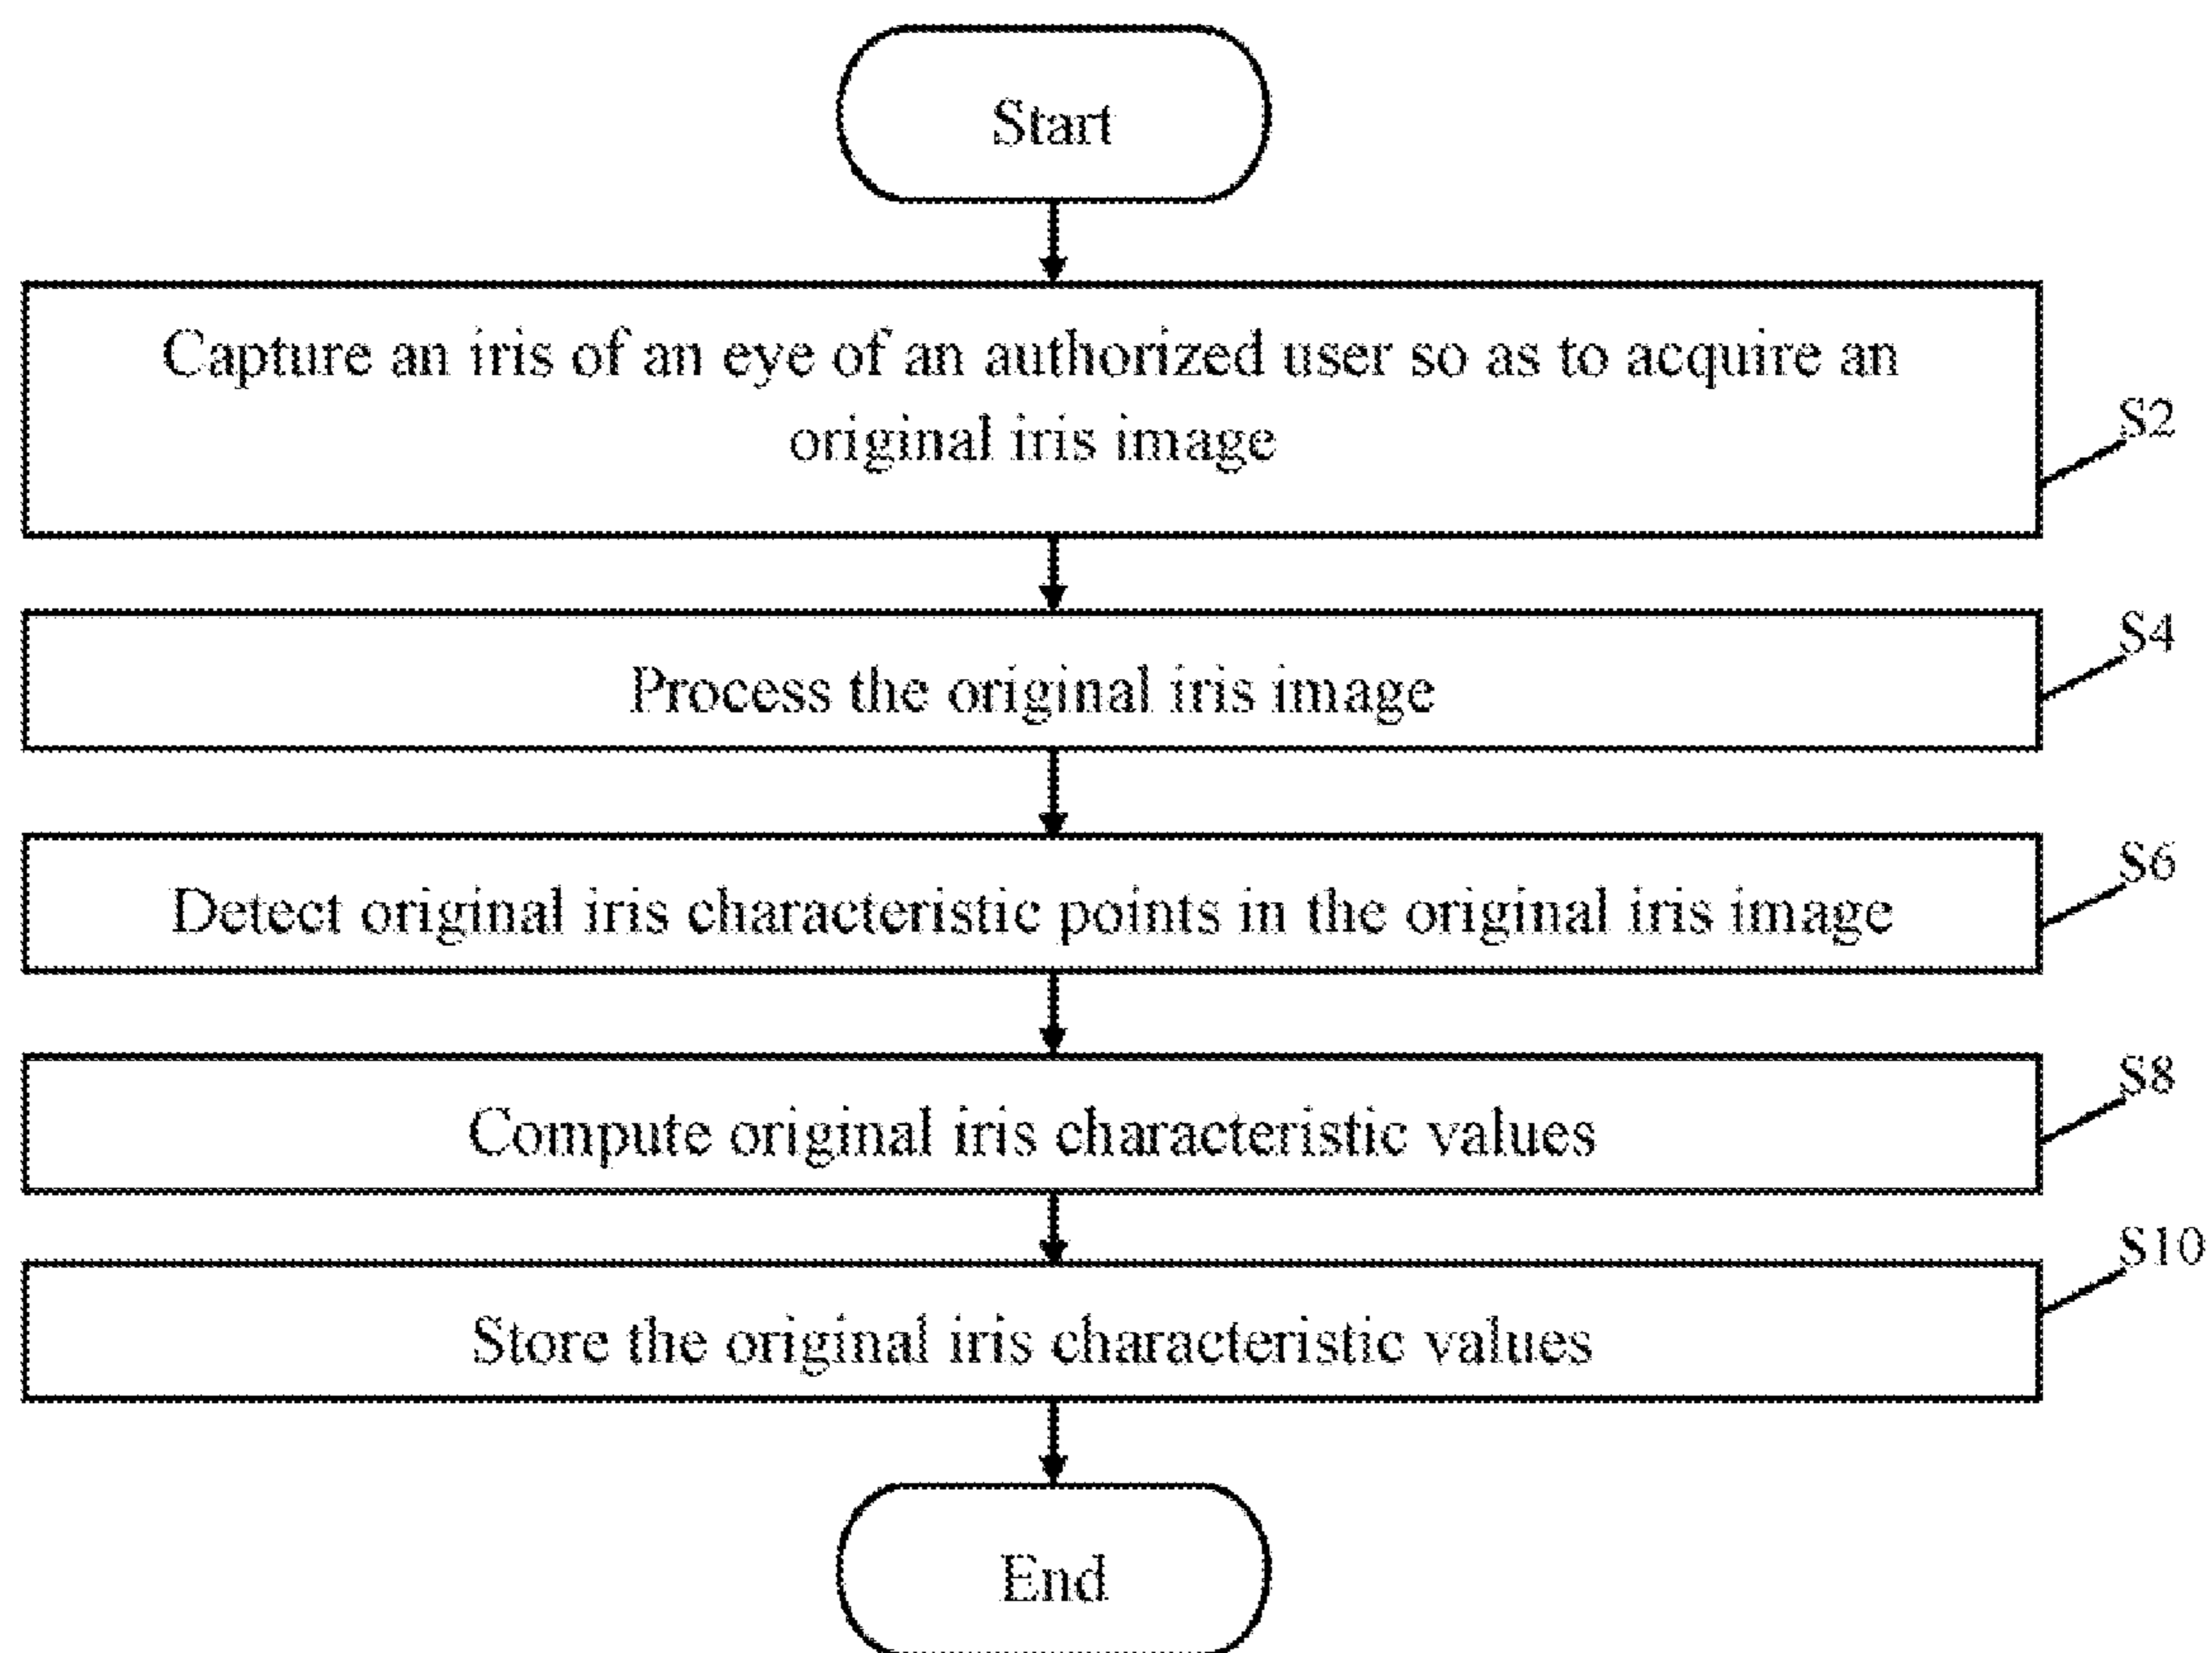 Start
Capture an iris of an eye of an authorized user so as to acquire an
original iris image
S2
Process the original iris image
S4
Detect original iris characteristic points in the original iris image
S6
Compute original iris characteristic values
S8
Store the original iris characteristic values
S10
End